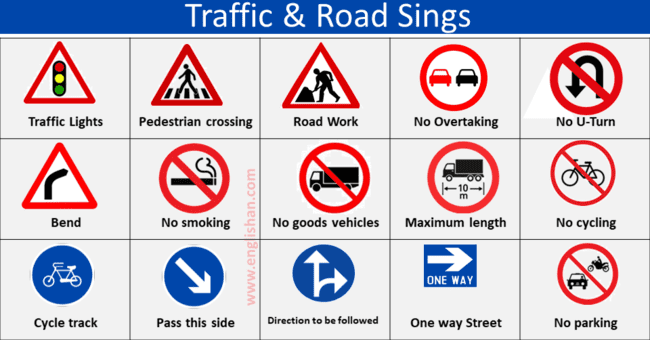 Traffic & Road Sings
Traffic Lights
Pedestrian crossing
Road Work
No Overtaking
No U-Turn
10
m
Bend
No smoking
No goods vehicles
Maximum length
No cycling
www.englishan.com
ONE WAY
Cycle track
Pass this side
Direction to be followed
One way Street
No parking